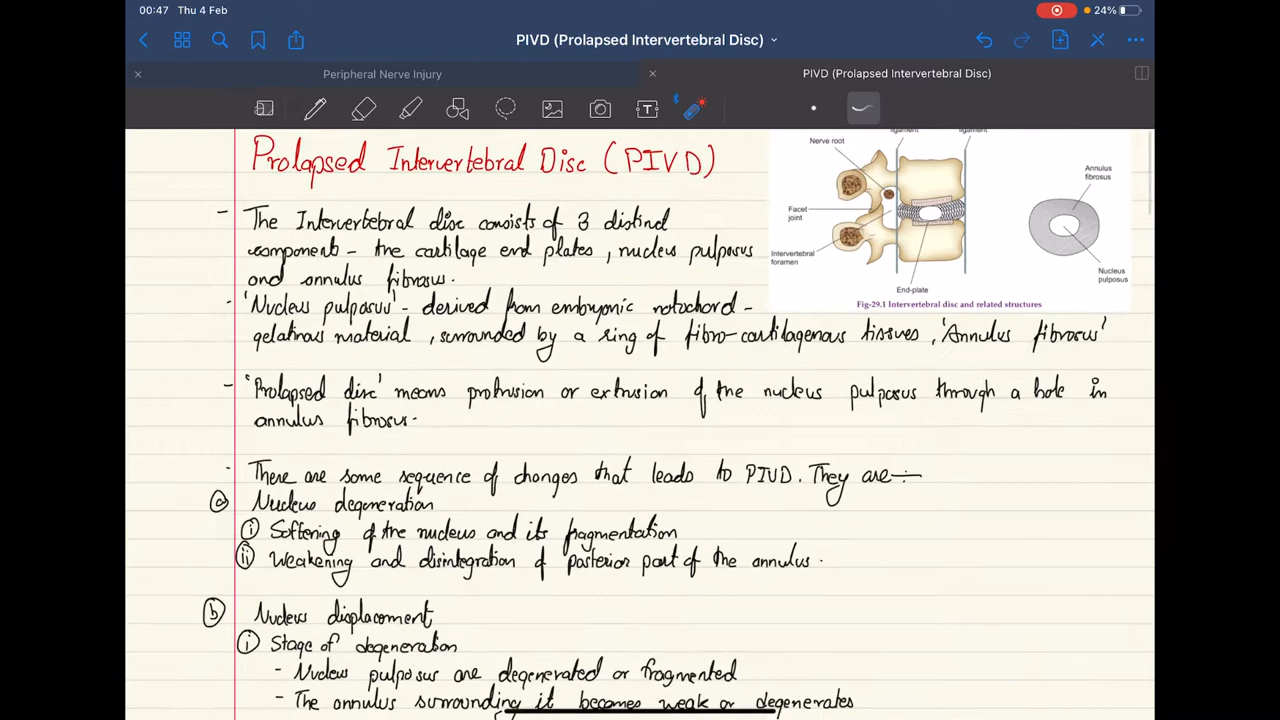 00:47 Thu 4 Feb
24%
PIVD (Prolapsed Intervertebral Disc)
Peripheral Nerve Injury
PIVD (Prolapsed Intervertebral Disc)
Prolapsed Intervertebral Disc (PIVD)
ligament
ligament
Nerve root
Annulus fibrosus
Facet joint
Intervertebral foramen
End-plate
Nucleus pulposus
Fig-29.1 Intervertebral disc and related structures
- The Intervertebral disc consists of 3 distinct
components - the cartilage end plates, nucleus pulposus
and annulus fibrosus.
- 'Nucleus pulposus' - derived from embryonic notochord -
gelatinous material, surrounded by a ring of fibro-cartilagenous tissues, 'Annulus fibrosus'
- 'Prolapsed disc' means protrusion or extrusion of the nucleus pulposus through a hole in
annulus fibrosus.
- There are some sequence of changes that leads to PIVD. They are :-
(a) Nucleus degeneration
(i) Softening of the nucleus and its fragmentation
(ii) Weakening and disintegration of posterior part of the annulus.
(b) Nucleus displacement
(i) Stage of degeneration
- Nucleus pulposus are degenerated or fragmented
- The annulus surrounding it becomes weak or degenerates